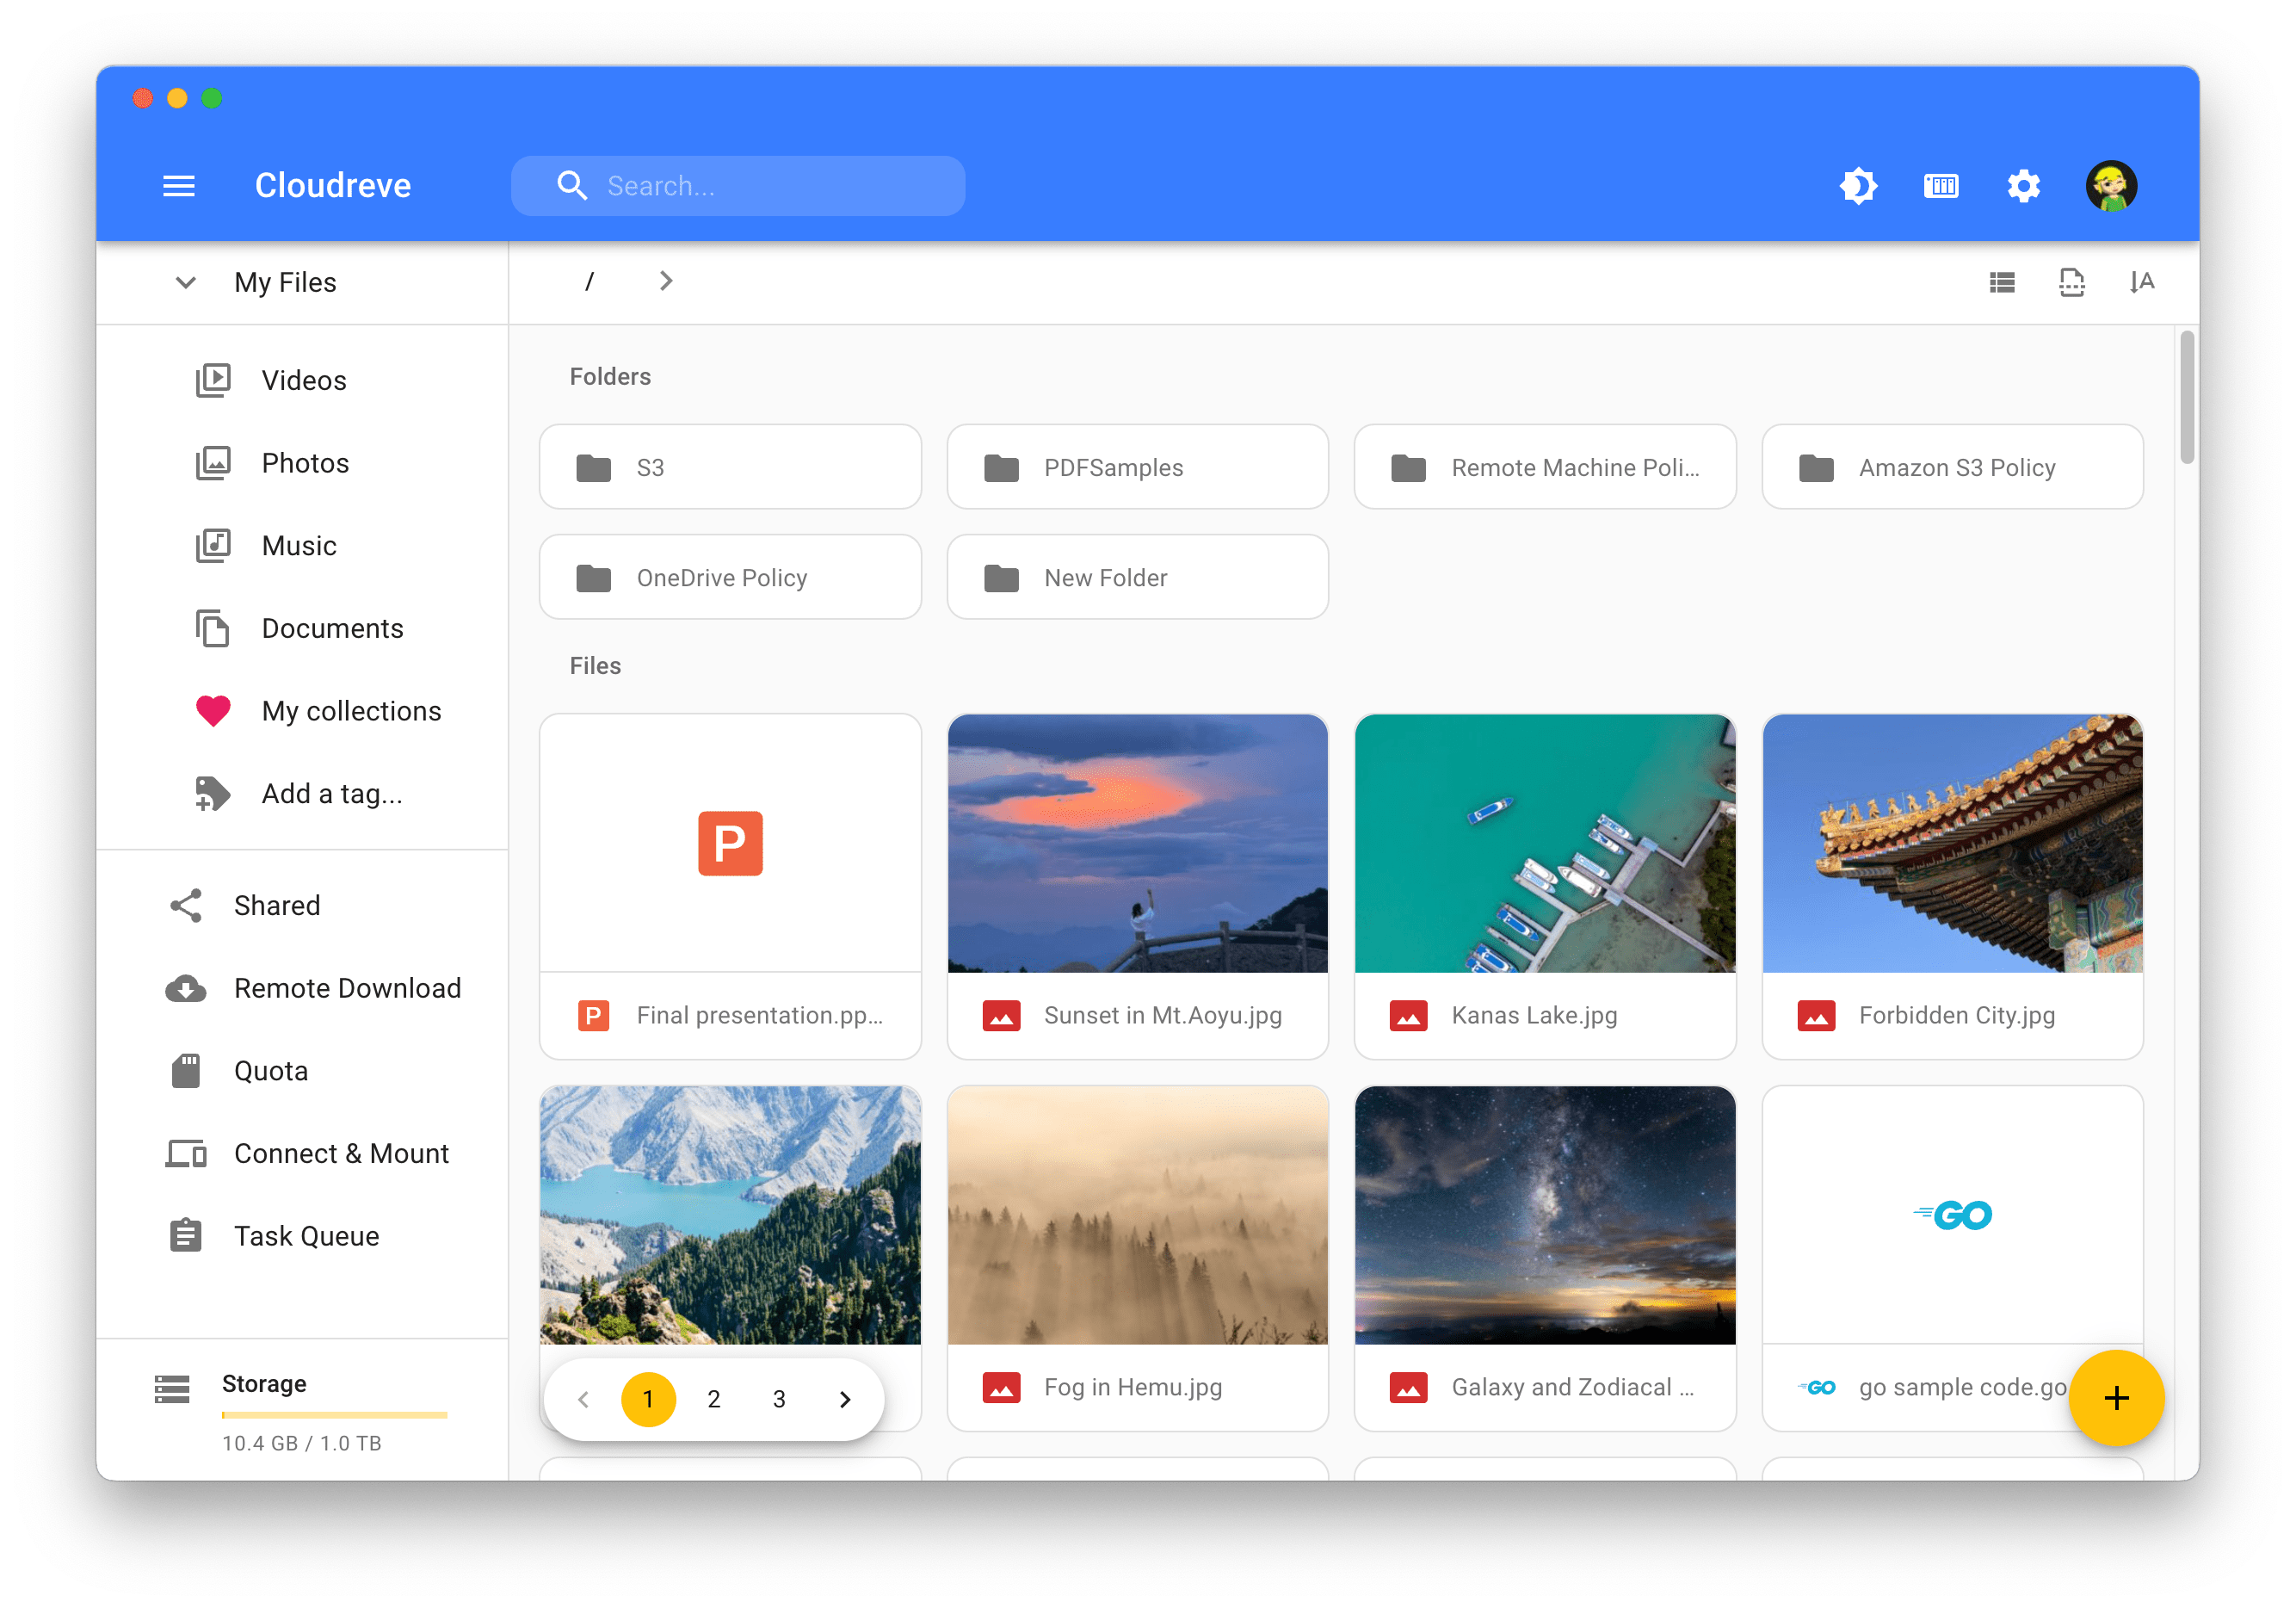 Cloudreve
Search...
My Files
/
Videos
Photos
Music
Documents
My collections
Add a tag...
Shared
Remote Download
Quota
Connect & Mount
Task Queue
Storage
10.4 GB / 1.0 TB
A
Folders
S3
PDFSamples
Remote Machine Poli...
Amazon S3 Policy
OneDrive Policy
New Folder
Files
P
P Final presentation.pp...
Sunset in Mt.Aoyu.jpg
Kanas Lake.jpg
Forbidden City.jpg
GO
Fog in Hemu.jpg
Galaxy and Zodiacal ...
GO go sample code.go
1 2 3
+